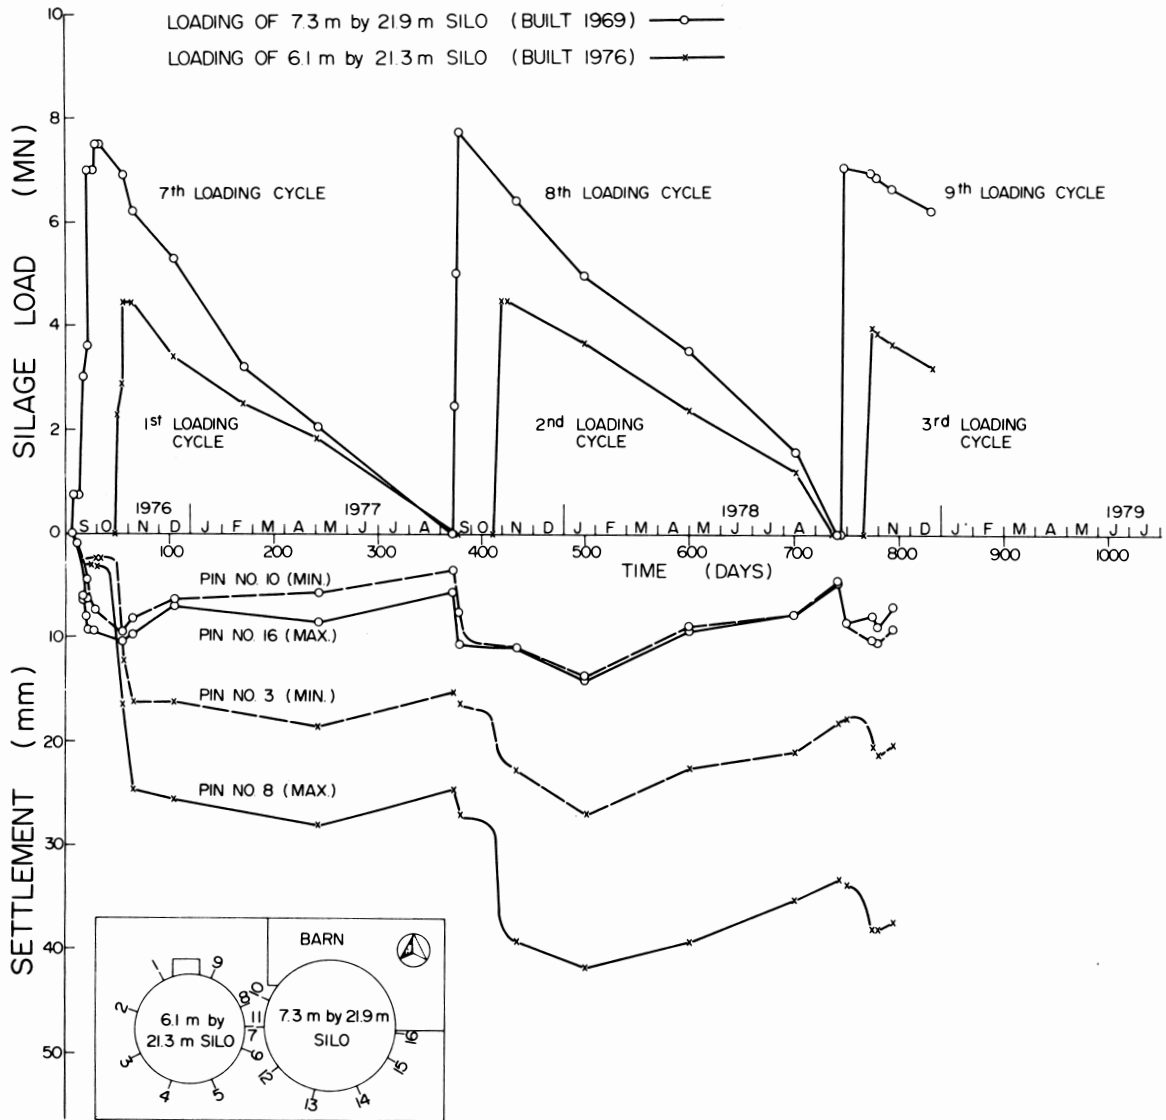 LOADING OF 7.3 m by 21.9 m SILO (BUILT 1969)
LOADING OF 6.1 m by 21.3 m SILO (BUILT 1976)
10
8
6
4
2
0
SILAGE LOAD (MN)
7th LOADING CYCLE
8th LOADING CYCLE
9th LOADING CYCLE
1st LOADING CYCLE
2nd LOADING CYCLE
3rd LOADING CYCLE
1976 1977 1978 1979
S O N D J F M A M J J A S O N D J F M A M J J A S O N D J F M A M J J
100 200 300 400 500 600 700 800 900 1000
TIME (DAYS)
PIN NO. 10 (MIN.)
PIN NO. 16 (MAX.)
PIN NO. 3 (MIN.)
PIN NO. 8 (MAX.)
10
20
30
40
50
SETTLEMENT (mm)
BARN
6.1 m by
21.3 m SILO
7.3 m by 21.9 m
SILO
1
2
3
4
5
6
7
8
9
10
11
12
13
14
15
16